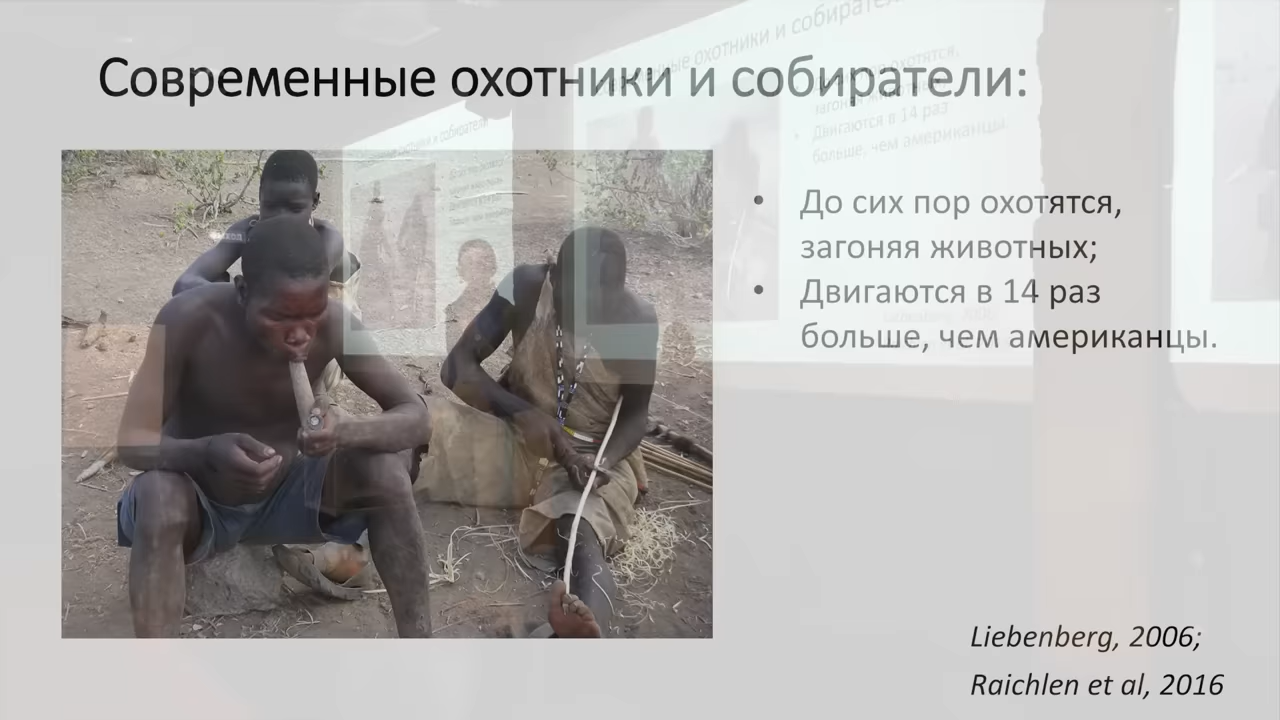 Современные охотники и собиратели:
• До сих пор охотятся,
загоняя животных;
• Двигаются в 14 раз
больше, чем американцы.
Liebenberg, 2006;
Raichlen et al, 2016